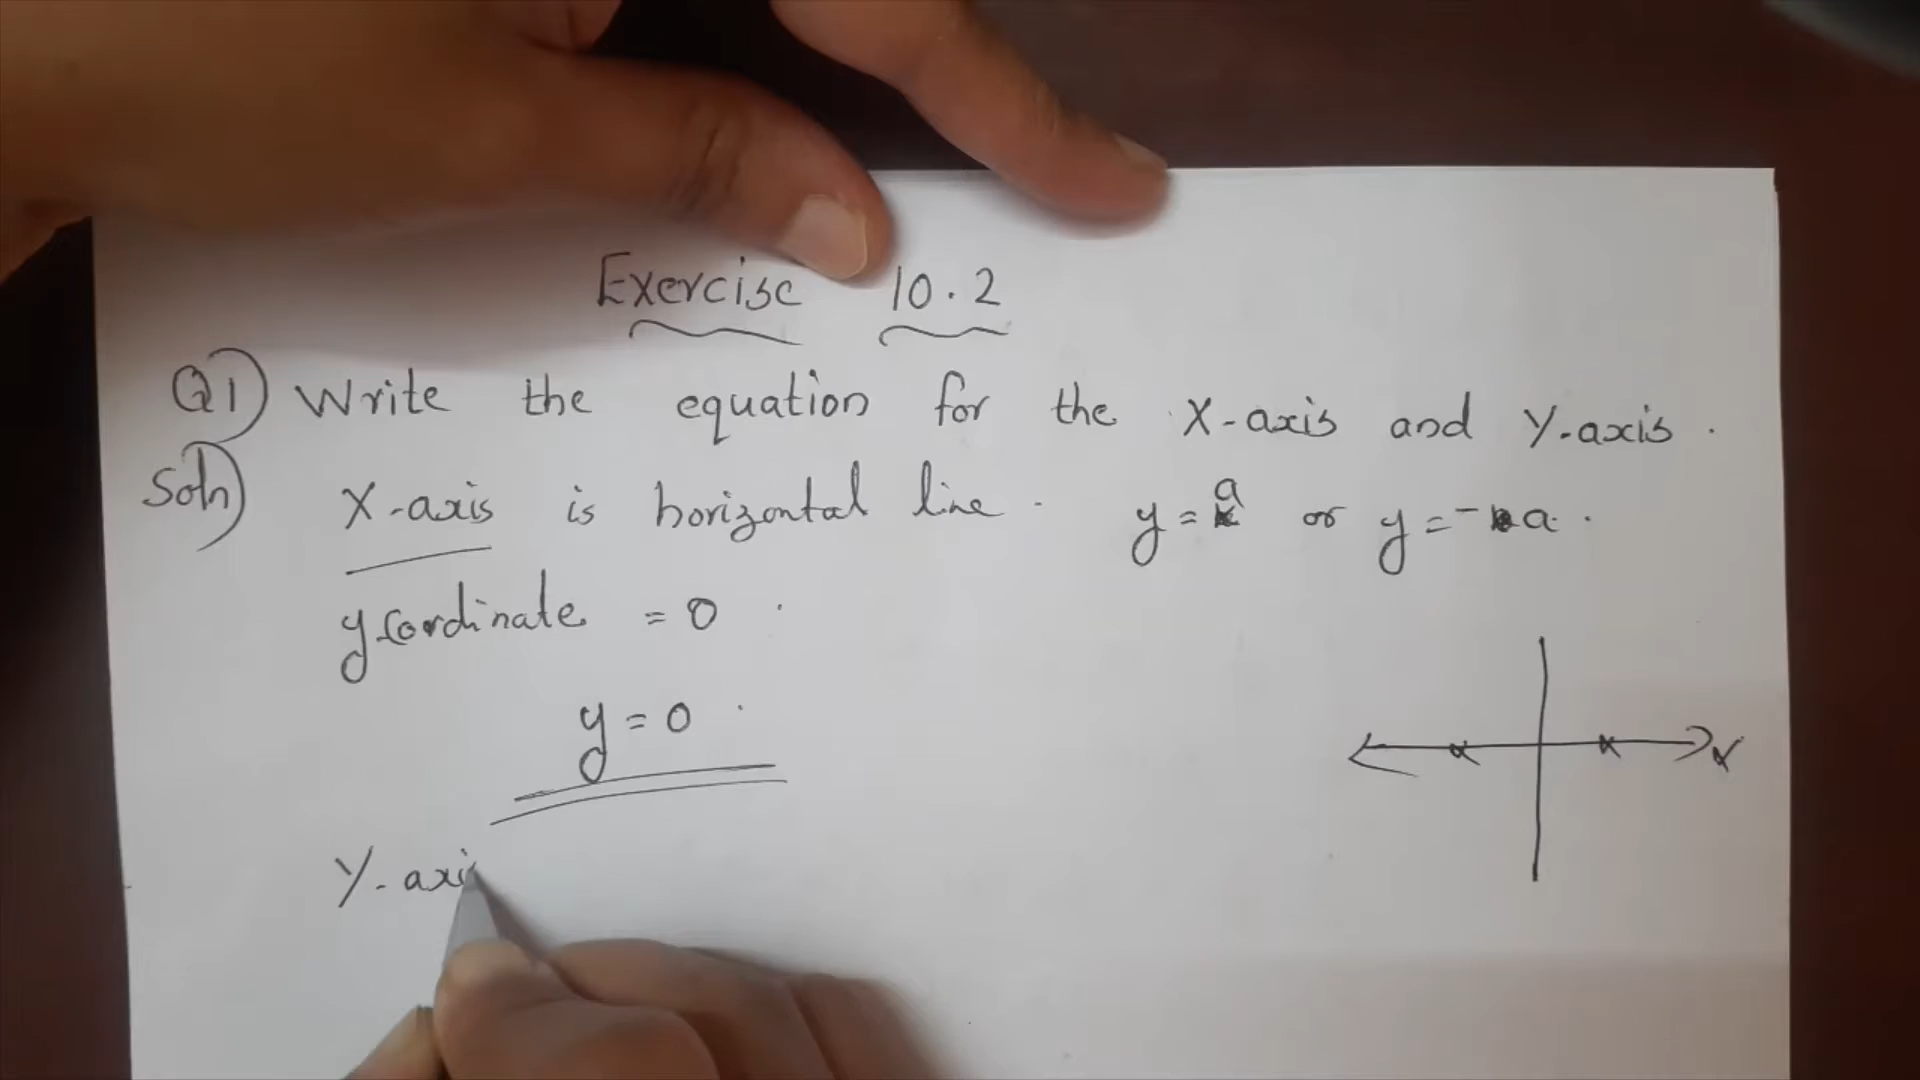 Exercise 10.2
Q1) Write the equation for the X-axis and Y-axis.
Soln) X-axis is horizontal line. y = a or y = -a.
y cordinate = 0.
y = 0.
X
Y-axi